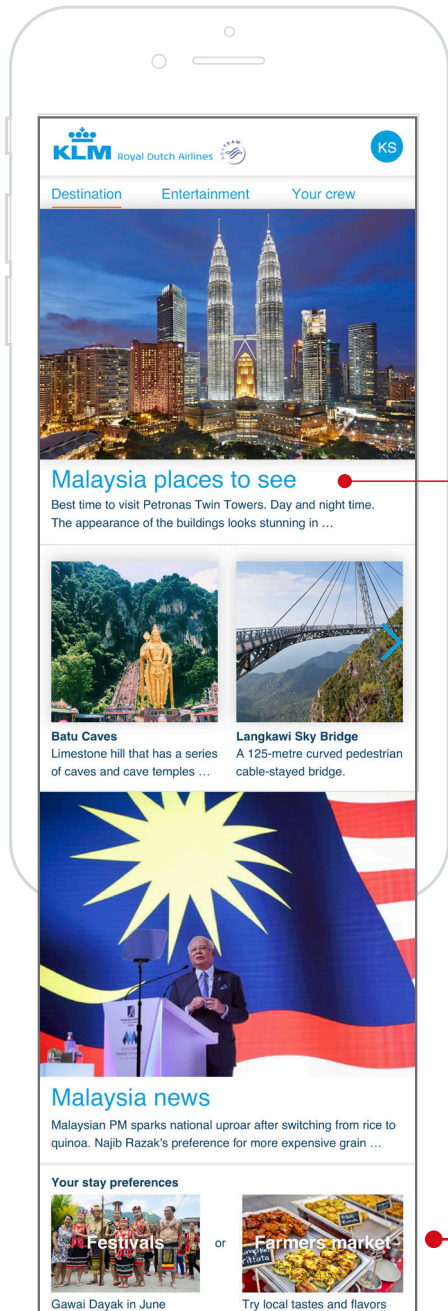 KLM Royal Dutch Airlines SKYTEAM
KS
Destination Entertainment Your crew
Malaysia places to see
Best time to visit Petronas Twin Towers. Day and night time.
The appearance of the buildings looks stunning in …
Batu Caves
Limestone hill that has a series
of caves and cave temples …
Langkawi Sky Bridge
A 125-metre curved pedestrian
cable-stayed bridge.
Malaysia news
Malaysian PM sparks national uproar after switching from rice to
quinoa. Najib Razak's preference for more expensive grain …
Your stay preferences
Festivals
or
Farmers market
Gawai Dayak in June
Try local tastes and flavors